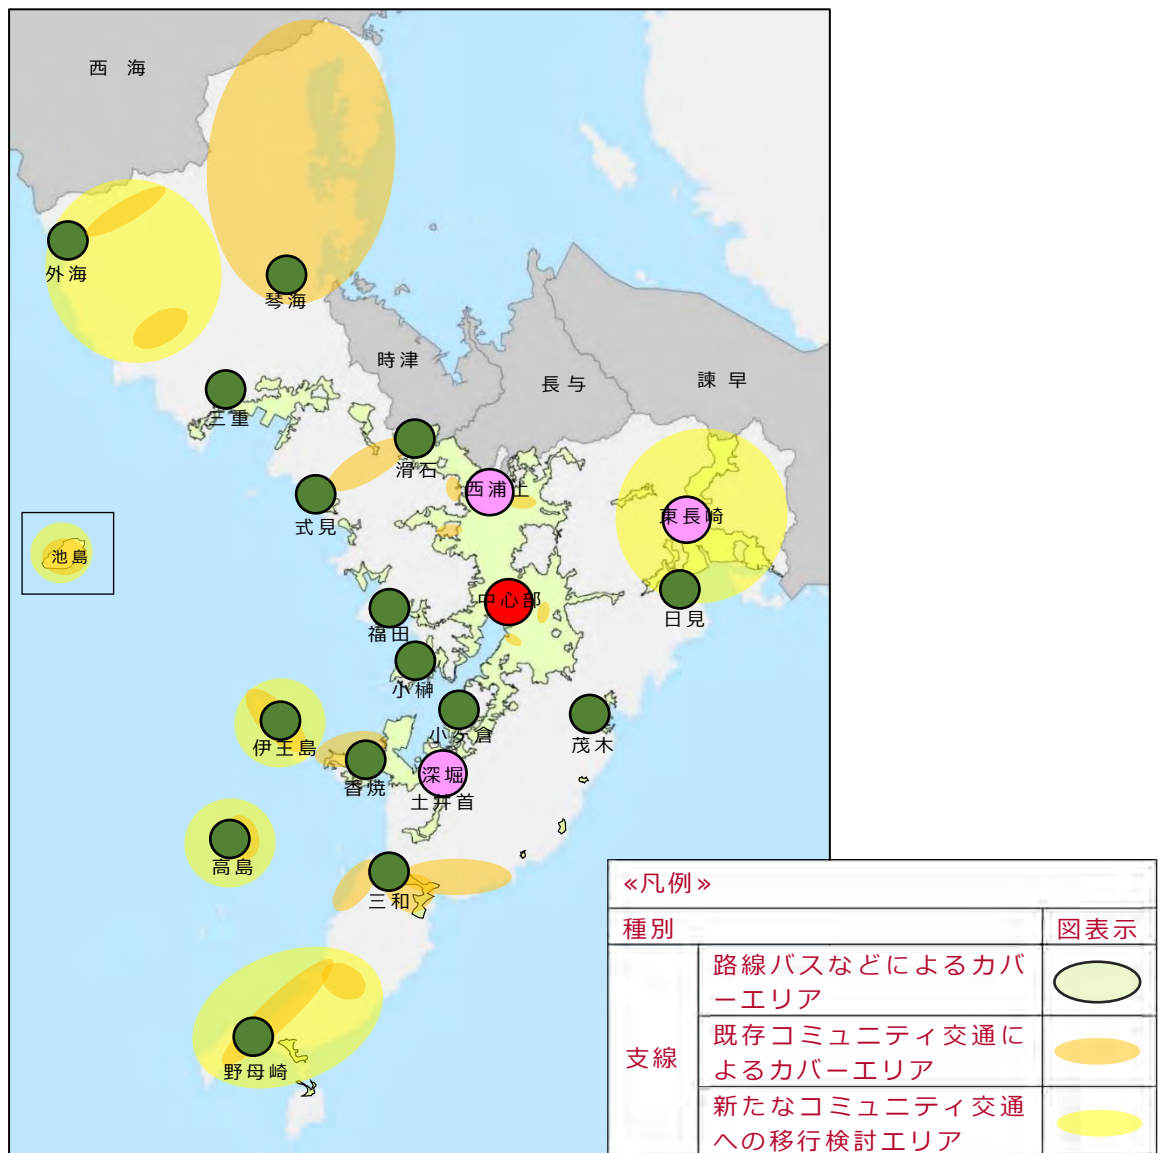 西 海
外海
琴海
時津
長与
諫早
三重
滑石
西浦上
東長崎
式見
池島
中心部
日見
福田
小榊
小ケ倉
茂木
伊王島
香焼
深堀
土井首
高島
三和
野母崎
«凡例»
種別
図表示
支線
路線バスなどによるカバ
ーエリア
既存コミュニティ交通に
よるカバーエリア
新たなコミュニティ交通
への移行検討エリア